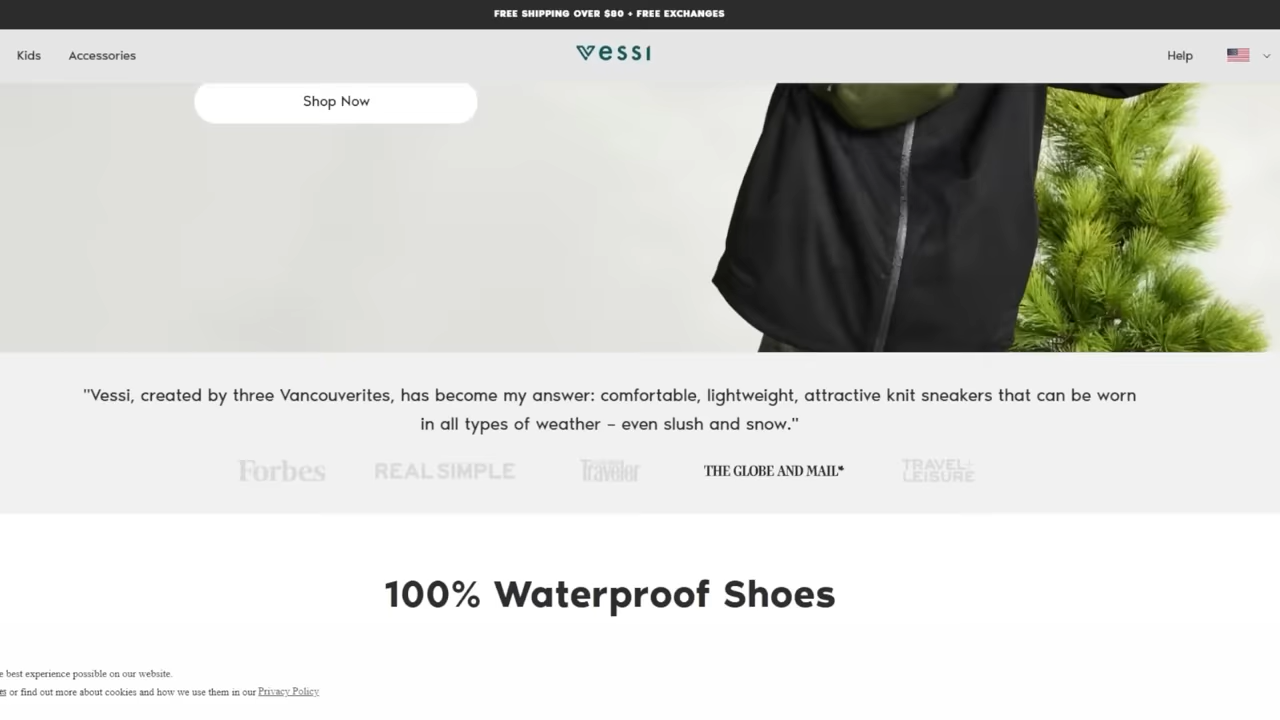 FREE SHIPPING OVER $80 + FREE EXCHANGES
Kids
Accessories
vessi
Help
Shop Now
"Vessi, created by three Vancouverites, has become my answer: comfortable, lightweight, attractive knit sneakers that can be worn
in all types of weather – even slush and snow."
Forbes
REAL SIMPLE
Traveler
THE GLOBE AND MAIL*
TRAVEL+
LEISURE
100% Waterproof Shoes
best experience possible on our website.
or find out more about cookies and how we use them in our Privacy Policy